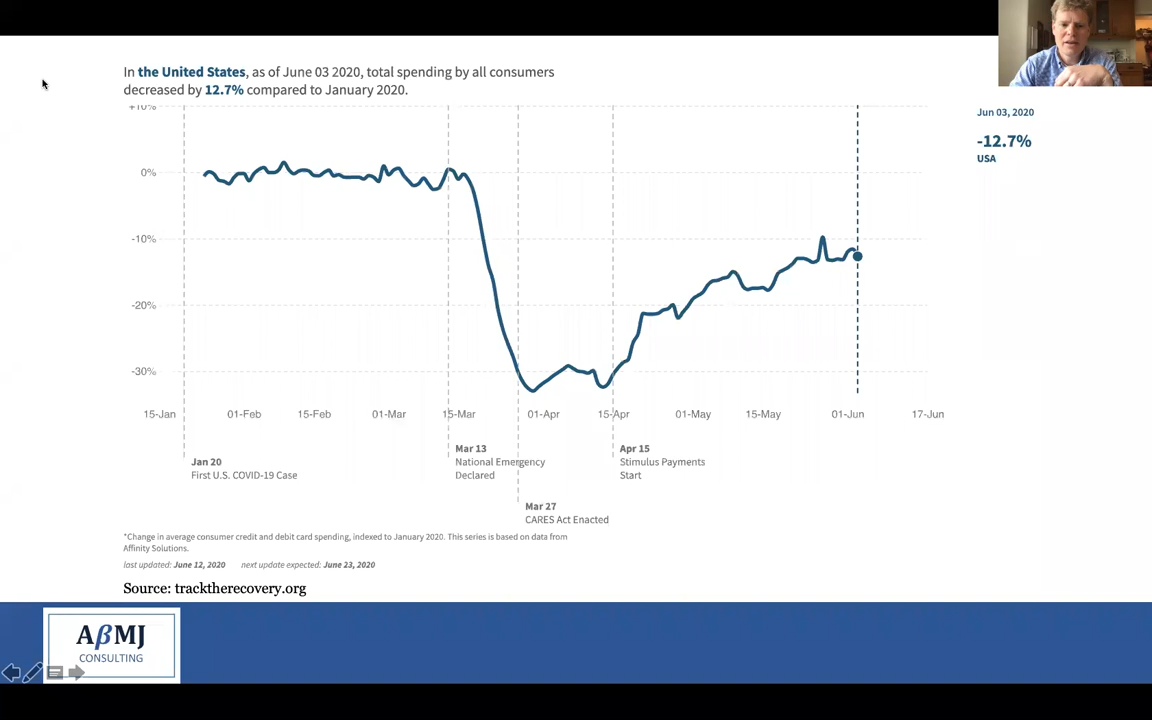 In the United States, as of June 03 2020, total spending by all consumers
decreased by 12.7% compared to January 2020.
Jun 03, 2020
-12.7%
USA
+10%
0%
-10%
-20%
-30%
15-Jan 01-Feb 15-Feb 01-Mar 15-Mar 01-Apr 15-Apr 01-May 15-May 01-Jun 17-Jun
Jan 20
First U.S. COVID-19 Case
Mar 13
National Emergency
Declared
Apr 15
Stimulus Payments
Start
Mar 27
CARES Act Enacted
*Change in average consumer credit and debit card spending, indexed to January 2020. This series is based on data from
Affinity Solutions.
last updated: June 12, 2020 next update expected: June 23, 2020
Source: tracktherecovery.org
AβMJ
CONSULTING